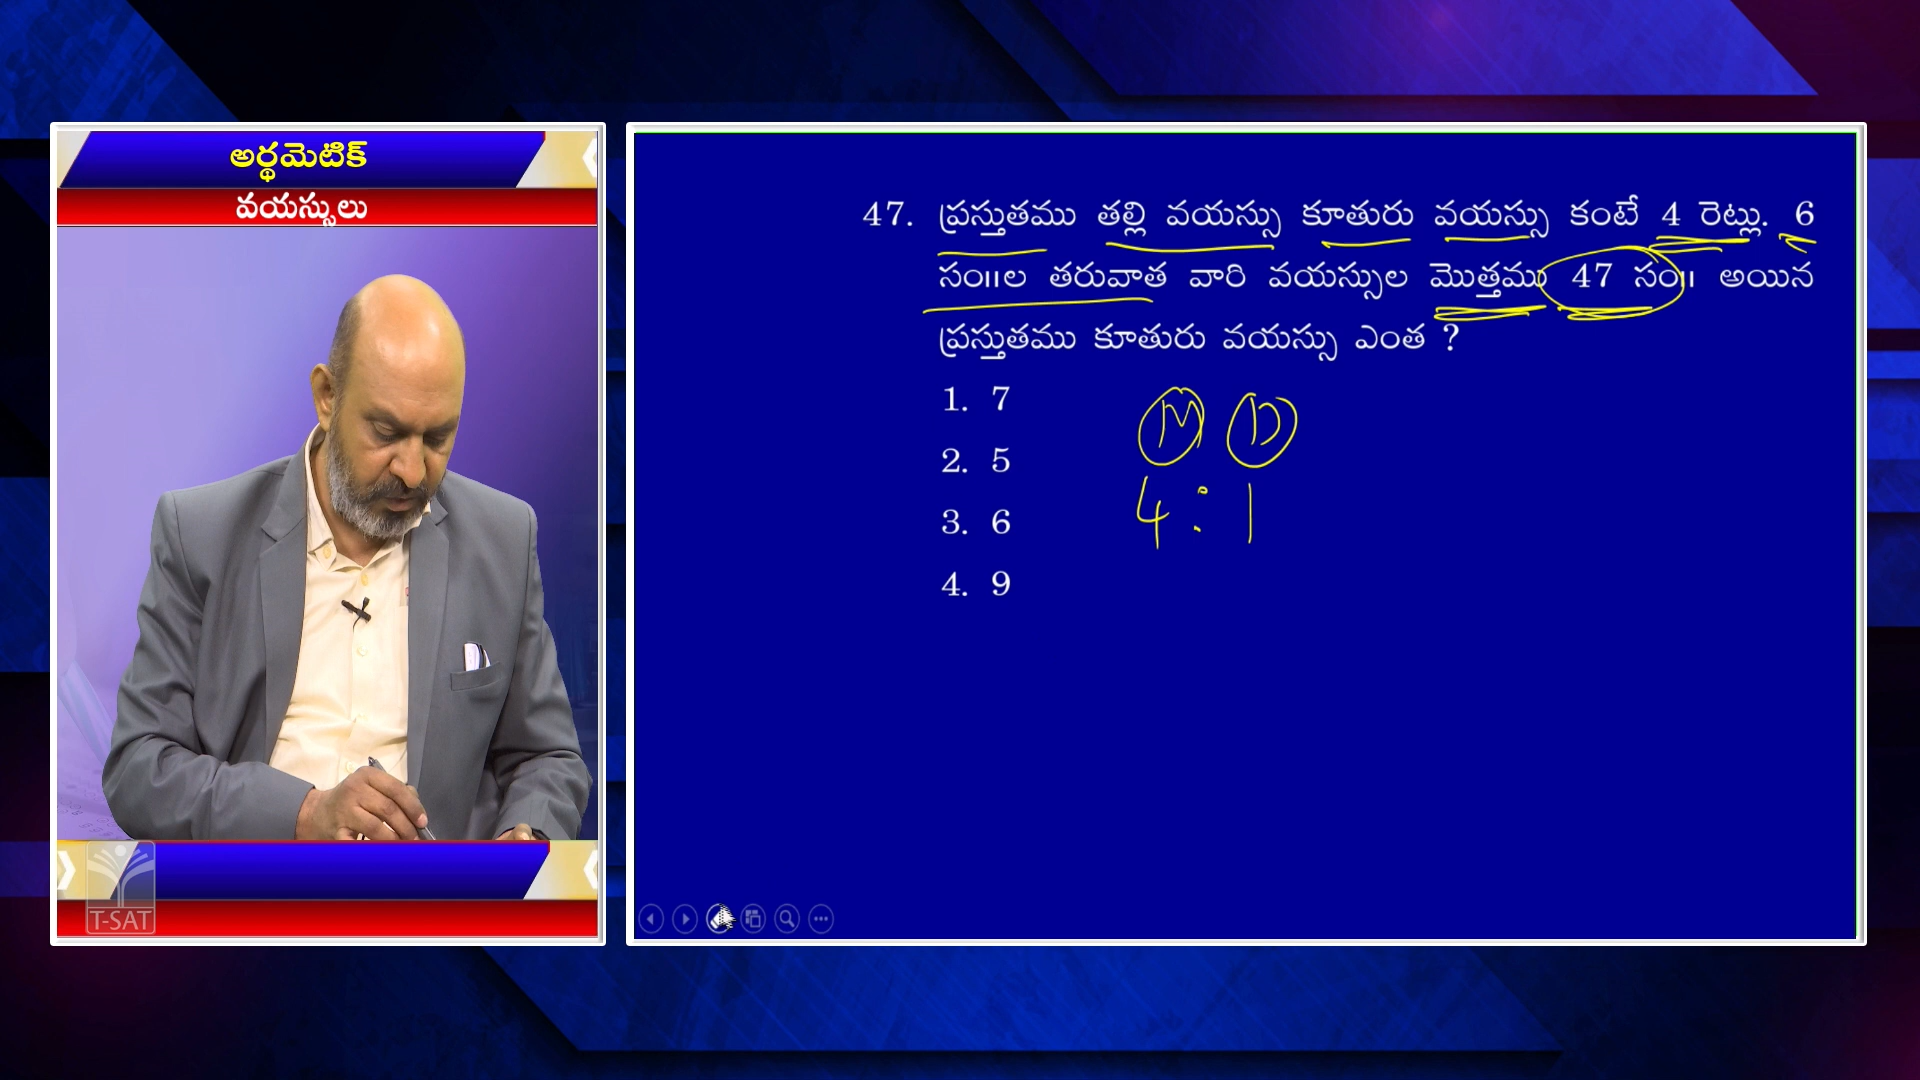 అర్థమెటిక్
వయస్సులు
47. ప్రస్తుతము తల్లి వయస్సు కూతురు వయస్సు కంటే 4 రెట్లు. 6
సం॥ల తరువాత వారి వయస్సుల మొత్తము 47 సం॥ అయిన
ప్రస్తుతము కూతురు వయస్సు ఎంత ?
1. 7
2. 5
3. 6
4. 9
M D
4 : 1
T-SAT